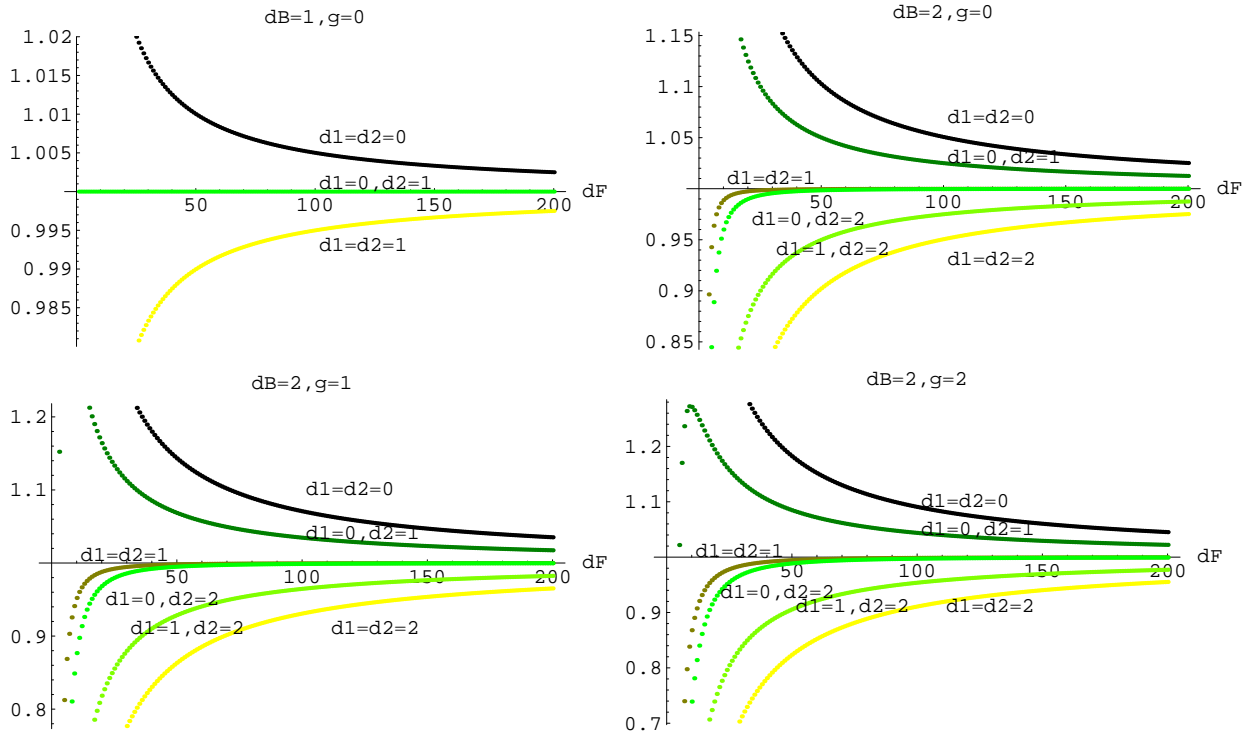 dB=1,g=0
1.02
1.015
1.01
1.005
0.995
0.99
0.985
50
100
150
200
dF
d1=d2=0
d1=0,d2=1
d1=d2=1
dB=2,g=0
1.15
1.1
1.05
0.95
0.9
0.85
50
100
150
200
dF
d1=d2=0
d1=0,d2=1
d1=d2=1
d1=0,d2=2
d1=1,d2=2
d1=d2=2
dB=2,g=1
1.2
1.1
0.9
0.8
50
100
150
200
dF
d1=d2=0
d1=0,d2=1
d1=d2=1
d1=0,d2=2
d1=1,d2=2
d1=d2=2
dB=2,g=2
1.2
1.1
0.9
0.8
0.7
50
100
150
200
dF
d1=d2=0
d1=0,d2=1
d1=d2=1
d1=0,d2=2
d1=1,d2=2
d1=d2=2